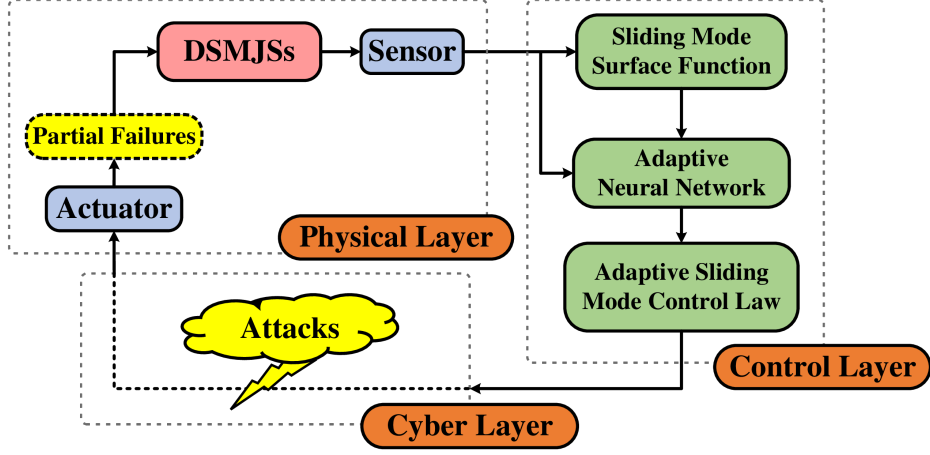 DSMJSs
Sensor
Partial Failures
Actuator
Physical Layer
Sliding Mode
Surface Function
Adaptive
Neural Network
Adaptive Sliding
Mode Control Law
Control Layer
Attacks
Cyber Layer